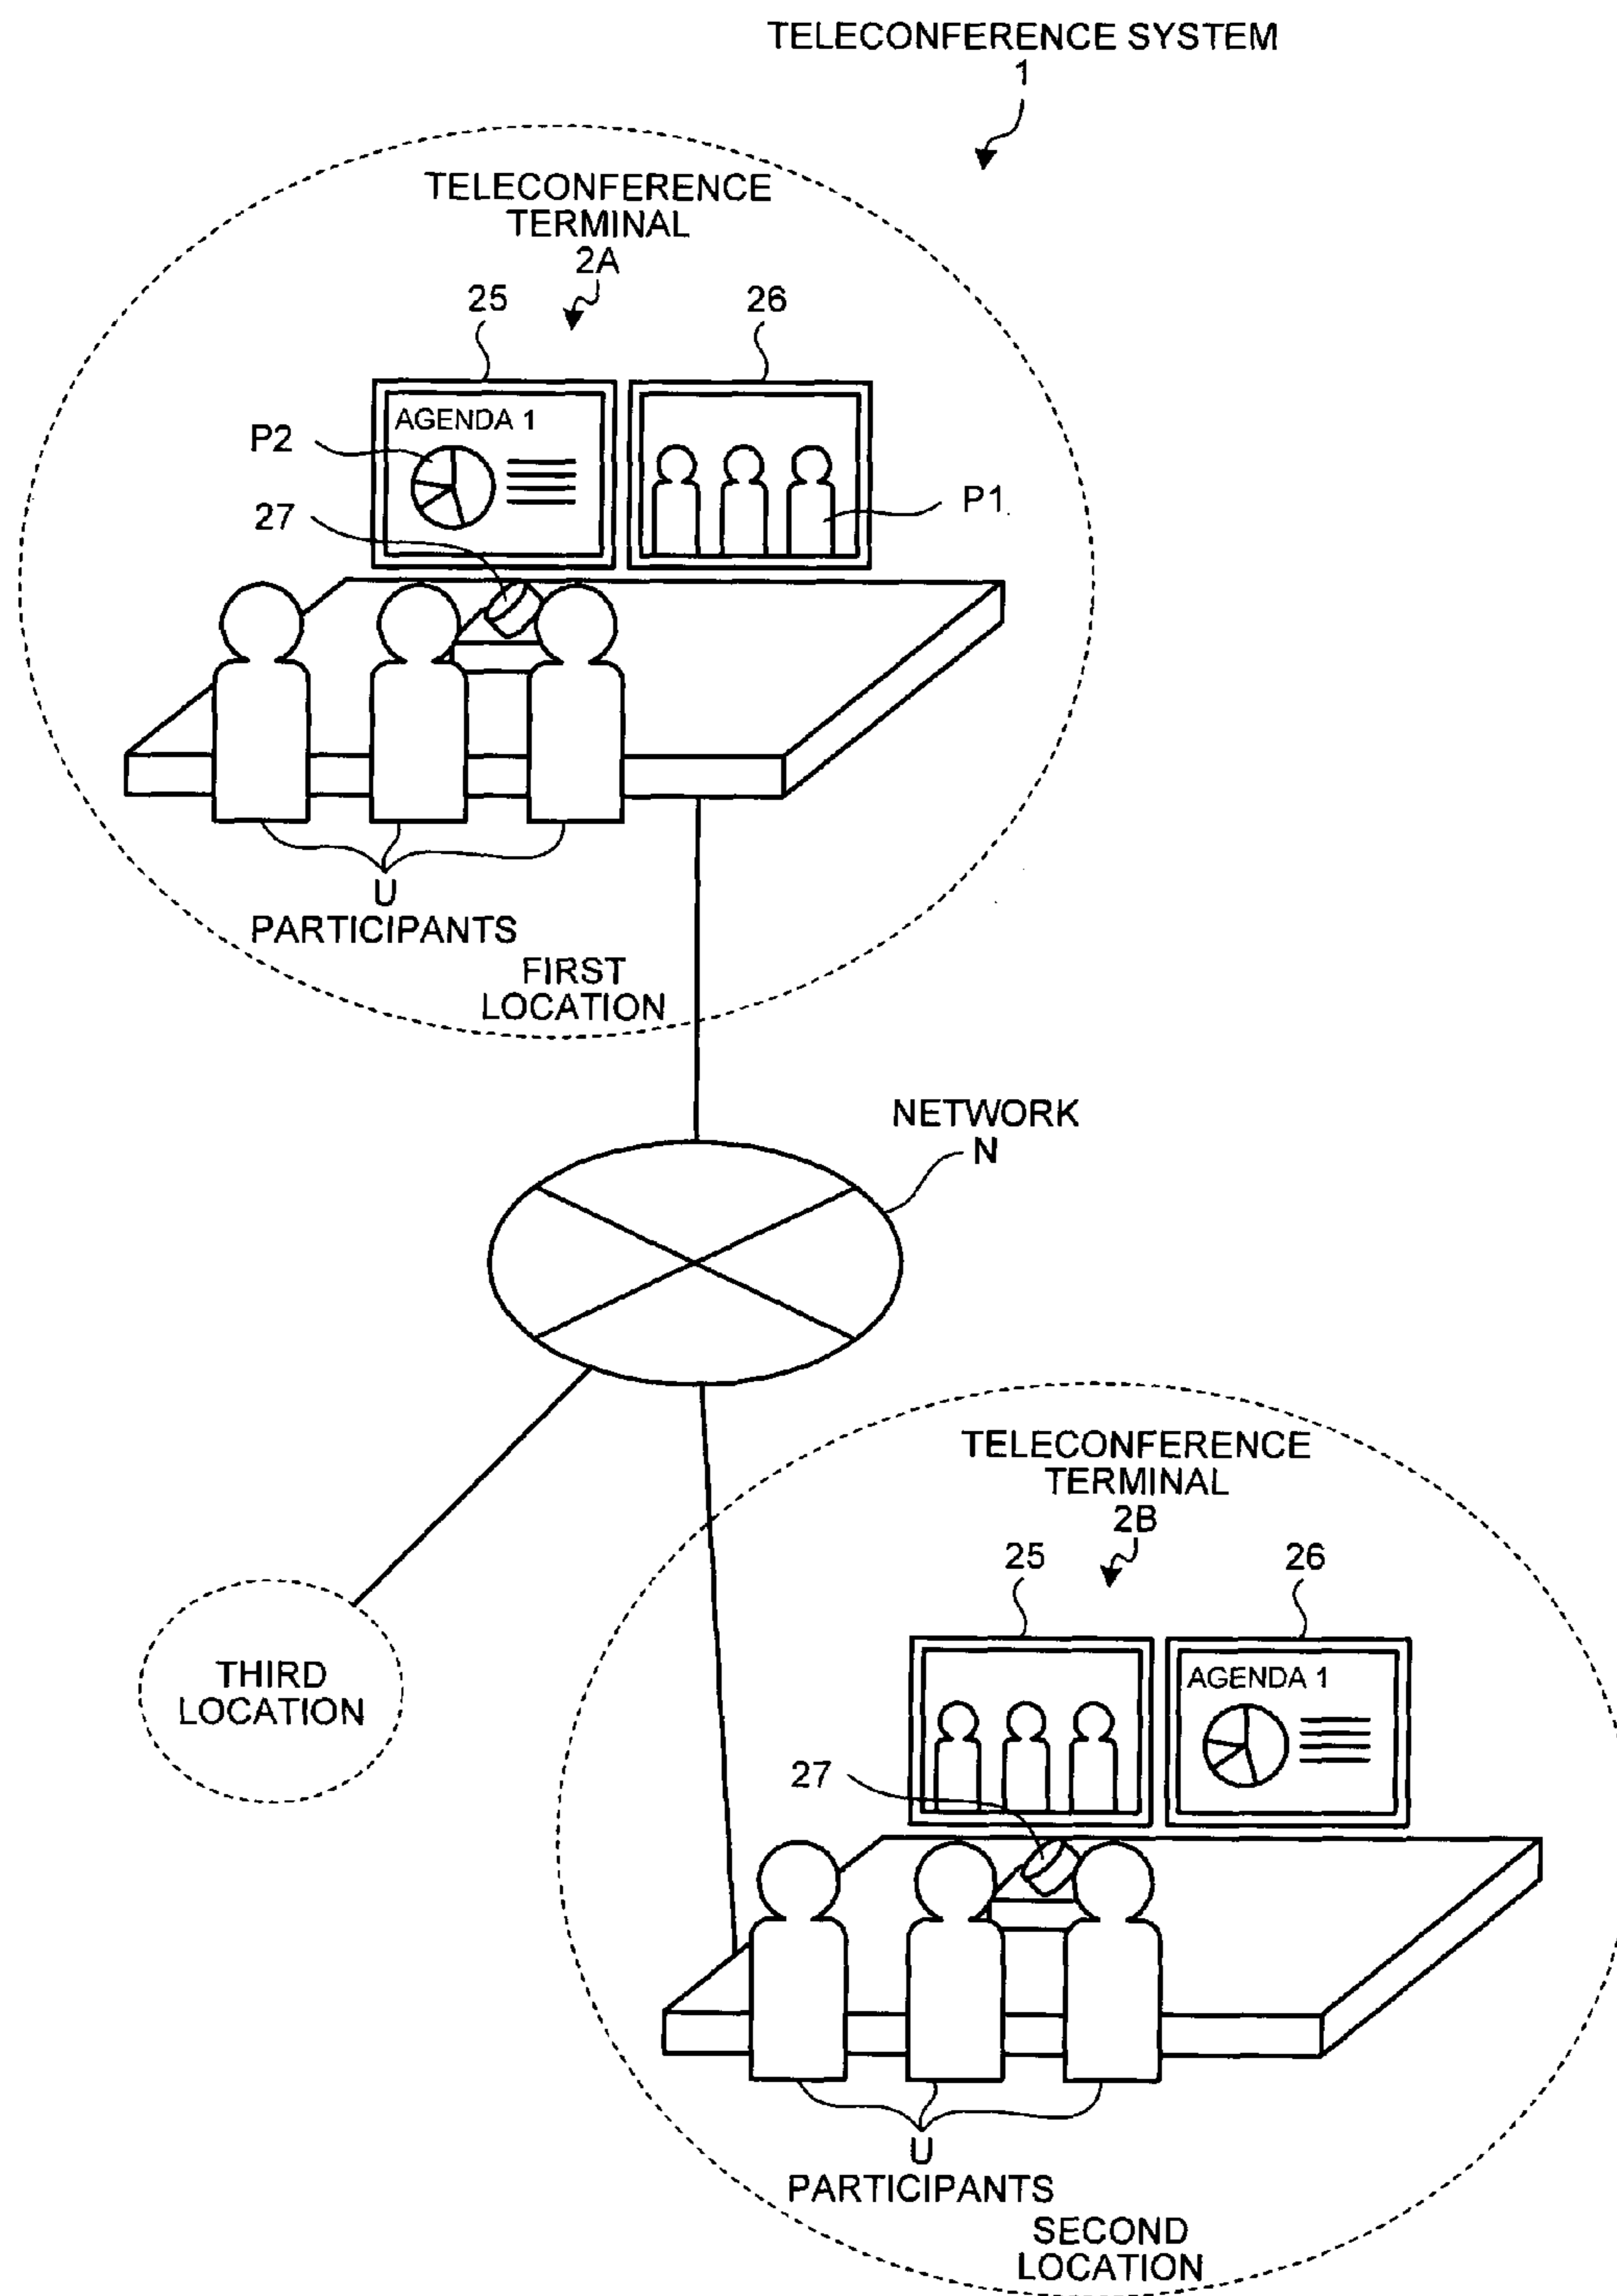 TELECONFERENCE SYSTEM
1
TELECONFERENCE
TERMINAL
2A
25
26
AGENDA 1
P2
P1
27
U
PARTICIPANTS
FIRST
LOCATION
NETWORK
N
TELECONFERENCE
TERMINAL
2B
25
26
THIRD
LOCATION
AGENDA 1
27
U
PARTICIPANTS
SECOND
LOCATION